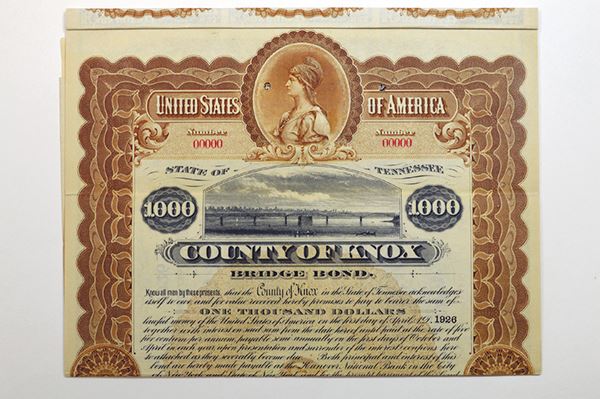 UNITED STATES OF AMERICA
Number Number
00000 00000
STATE OF TENNESSEE
1000 1000
COUNTY OF KNOX
BRIDGE BOND.
Know all men by these presents, that the County of Knox in the State of Tennessee acknowledges
itself to owe and for value received hereby promises to pay to bearer the sum of
ONE THOUSAND DOLLARS
lawful money of the United States of America on the first day of April, 1926
together with interest on said sum from the date hereof until paid at the rate of five
per centum per annum, payable semi-annually on the first days of October and
April in each year, upon presentation and surrender of the interest coupons here
to attached as they severally become due. Both principal and interest of this
bond are hereby made payable at the Hanover National Bank in the City
of New York and State of New York